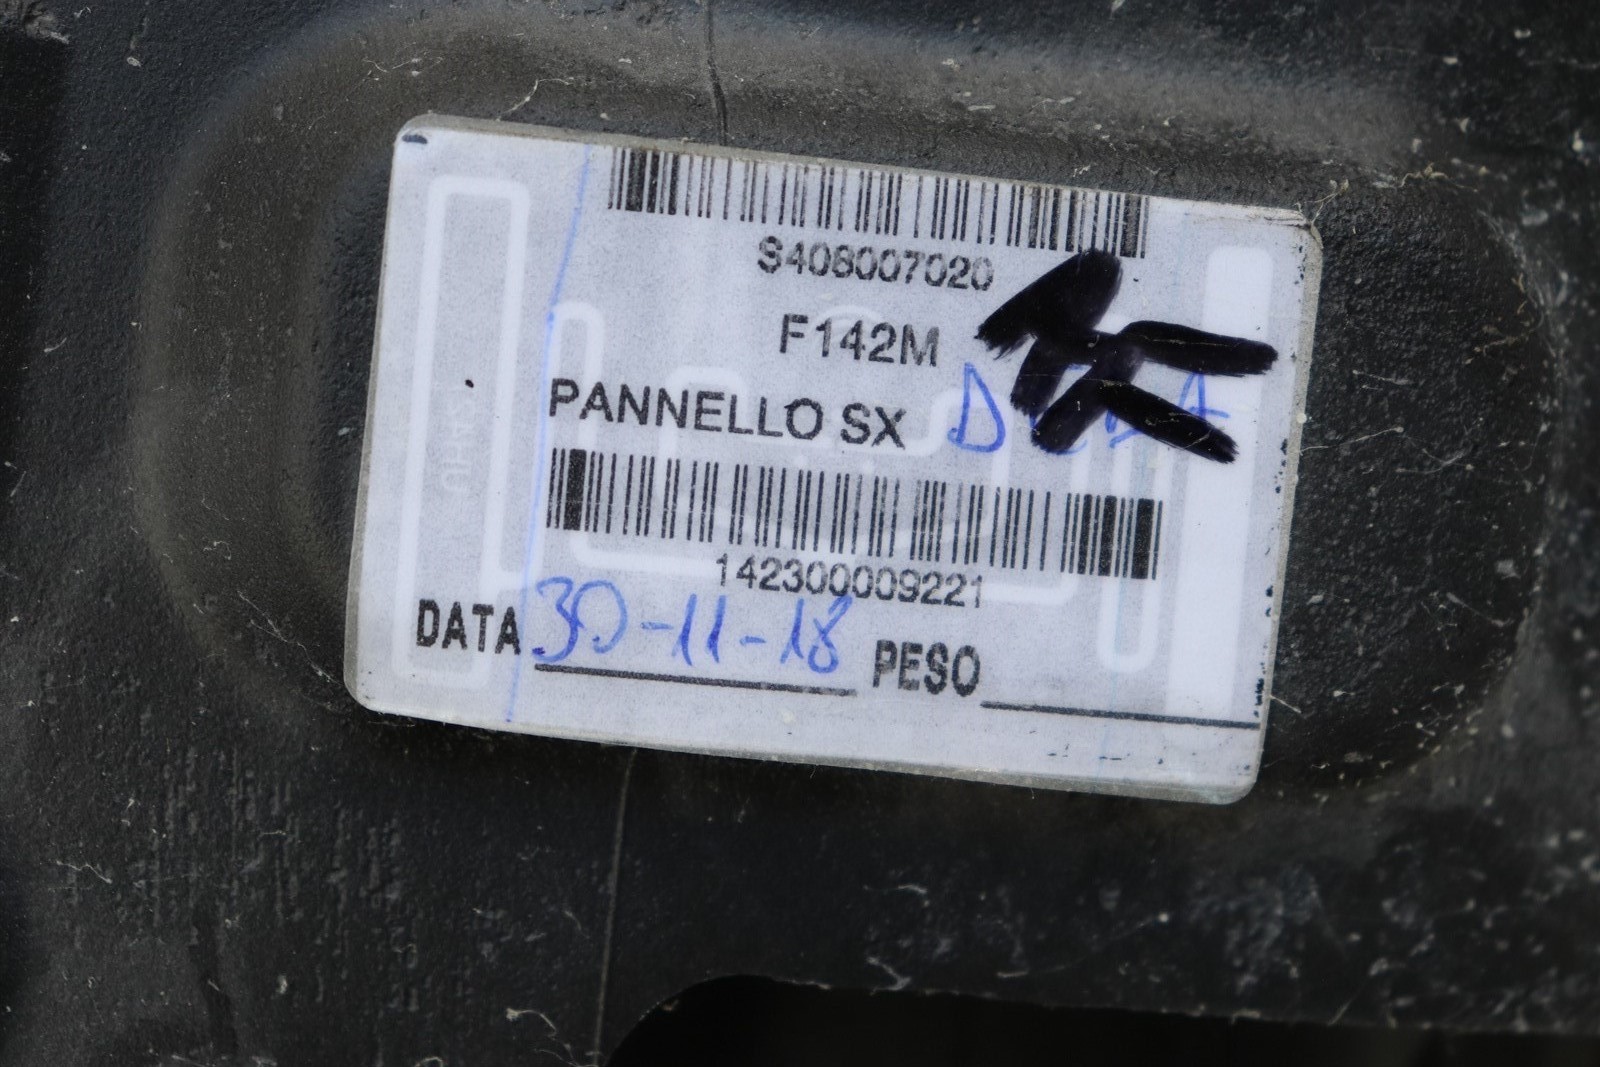 S408007020
F142M
PANNELLO SX
142300009221
DATA 30-11-18 PESO